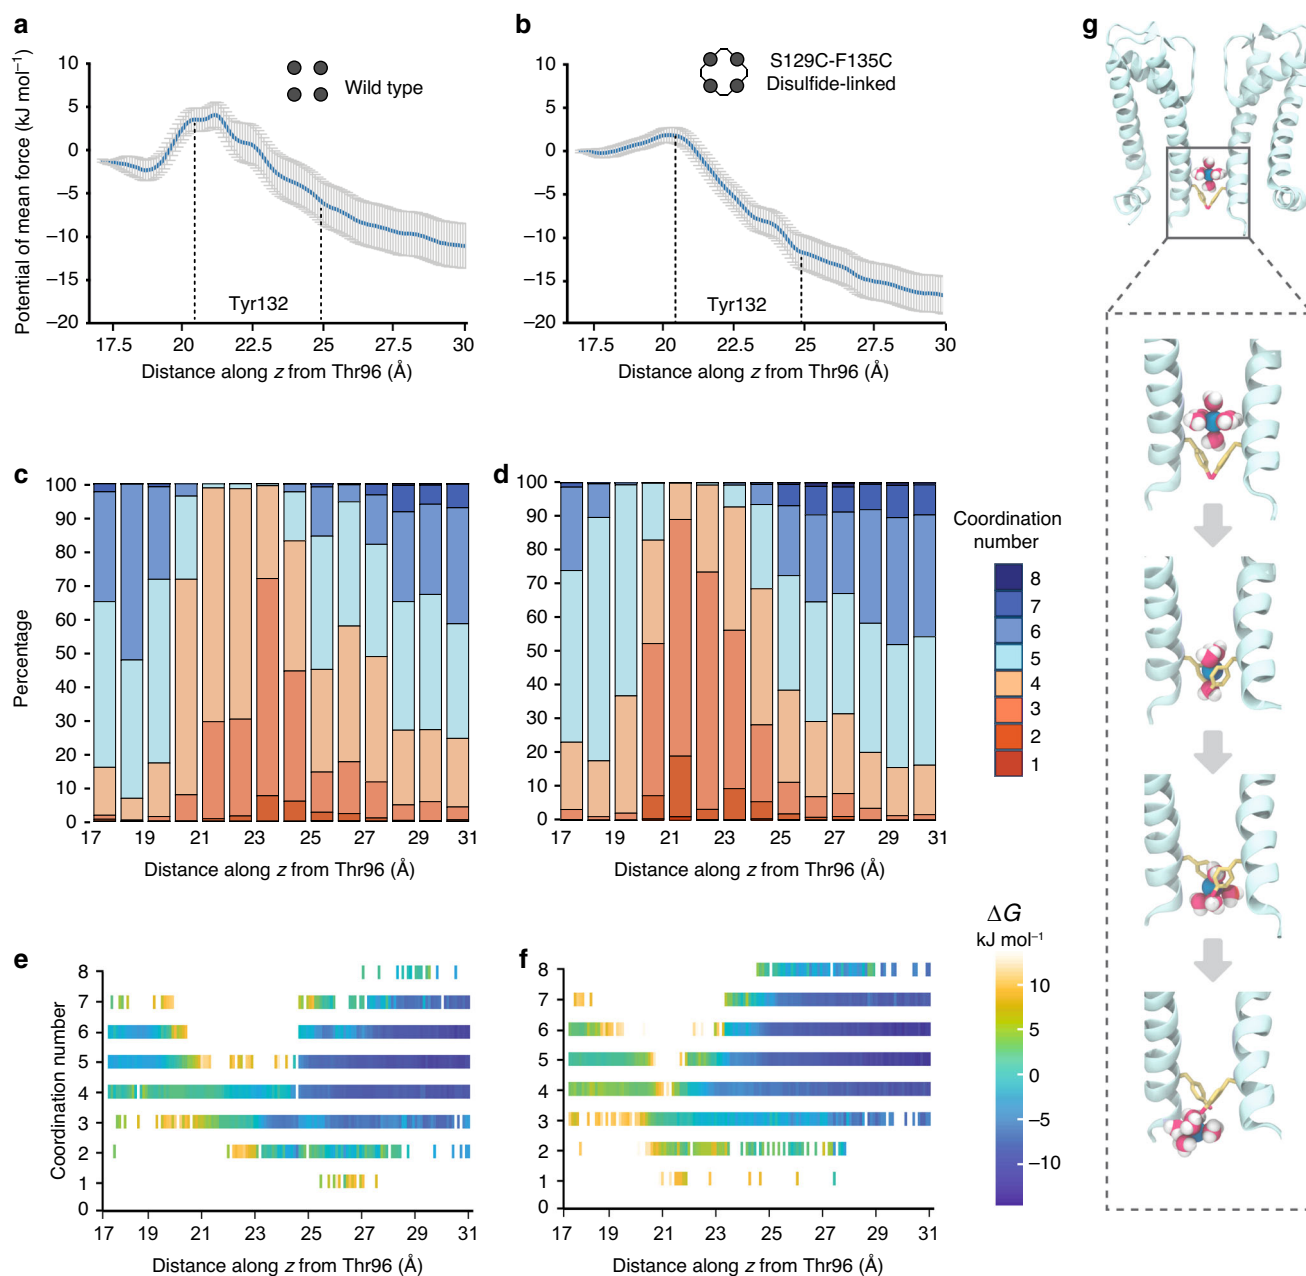 a
Wild type
Potential of mean force (kJ mol⁻¹)
10
5
0
−5
−10
−15
−20
Tyr132
17.5 20 22.5 25 27.5 30
Distance along z from Thr96 (Å)
b
S129C-F135C
Disulfide-linked
10
5
0
−5
−10
−15
−20
Tyr132
17.5 20 22.5 25 27.5 30
Distance along z from Thr96 (Å)
g
c
Percentage
100
90
80
70
60
50
40
30
20
10
0
17 19 21 23 25 27 29 31
Distance along z from Thr96 (Å)
d
100
90
80
70
60
50
40
30
20
10
0
17 19 21 23 25 27 29 31
Distance along z from Thr96 (Å)
Coordination
number
8
7
6
5
4
3
2
1
e
Coordination number
8
7
6
5
4
3
2
1
0
17 19 21 23 25 27 29 31
Distance along z from Thr96 (Å)
f
8
7
6
5
4
3
2
1
0
17 19 21 23 25 27 29 31
Distance along z from Thr96 (Å)
ΔG
kJ mol⁻¹
10
5
0
−5
−10